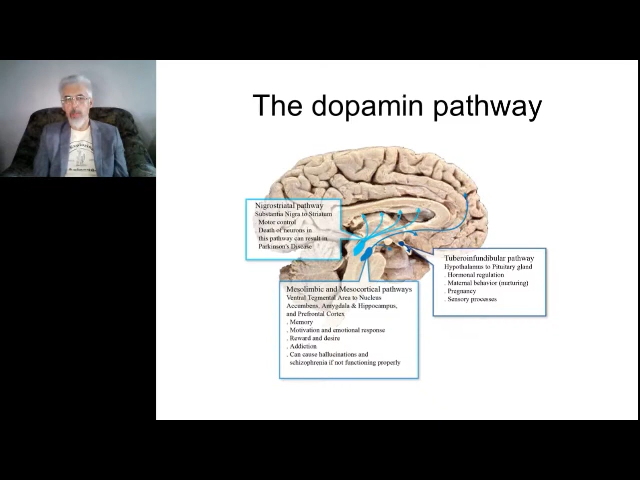 The dopamin pathway
Nigrostriatal pathway
Substantia Nigra to Striatum
Motor control
Death of neurons in
this pathway can result in
Parkinson's Disease
Tuberoinfundibular pathway
Hypothalamus to Pituitary gland
. Hormonal regulation
. Maternal behavior (nurturing)
. Pregnancy
. Sensory processes
Mesolimbic and Mesocortical pathways
Ventral Tegmental Area to Nucleus
Accumbens, Amygdala & Hippocampus,
and Prefrontal Cortex
. Memory
. Motivation and emotional response
. Reward and desire
. Addiction
. Can cause hallucinations and
schizophrenia if not functioning properly